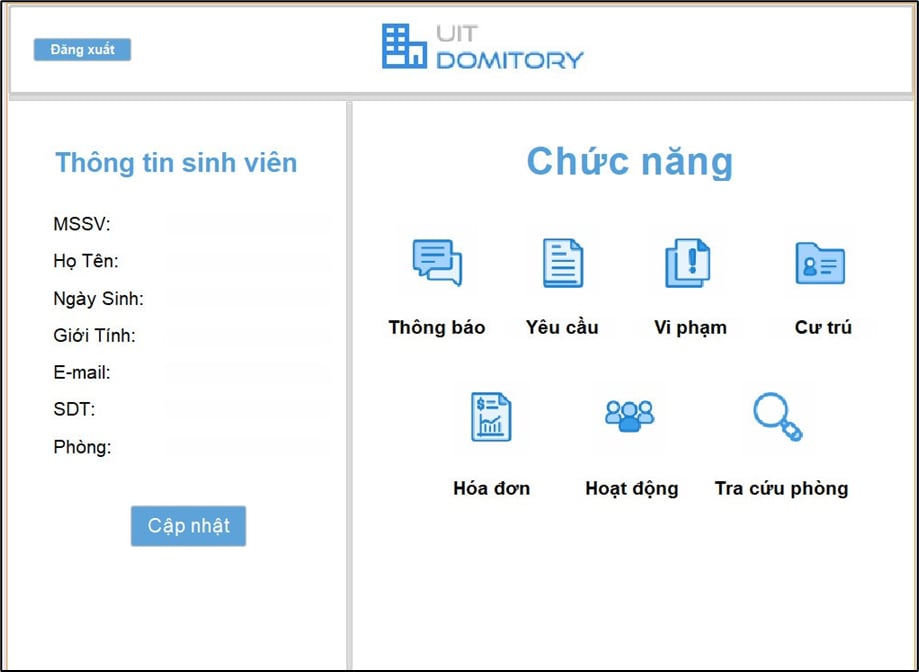 Đăng xuất
UIT
DOMITORY
Thông tin sinh viên
MSSV:
Họ Tên:
Ngày Sinh:
Giới Tính:
E-mail:
SDT:
Phòng:
Cập nhật
Chức năng
Thông báo
Yêu cầu
Vi phạm
Cư trú
Hóa đơn
Hoạt động
Tra cứu phòng